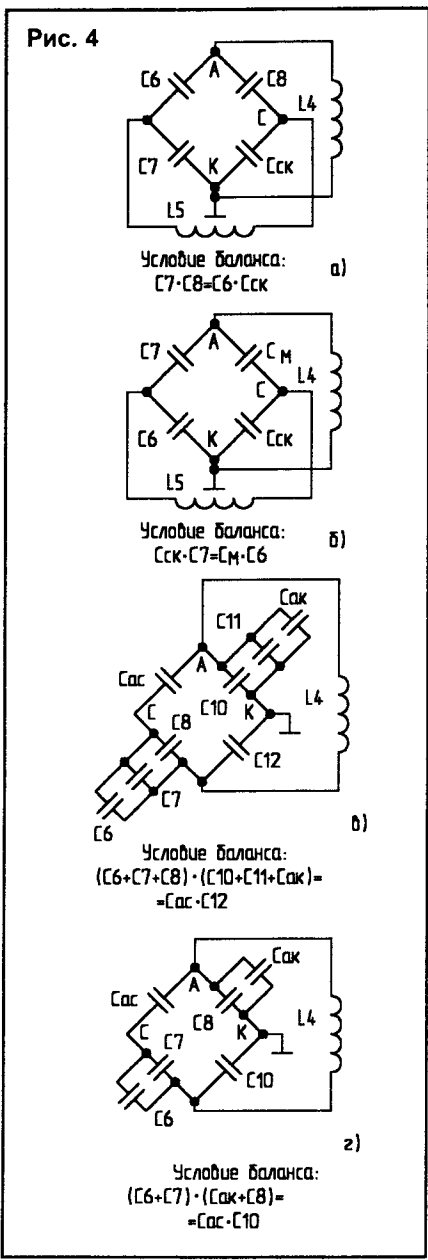 Рис. 4
A
C6
C8
L4
C
C7
K
Cск
L5
Условие баланса:
C7·C8=C6·Cск
а)
A
C7
Cм
L4
C
C6
K
Cск
L5
Условие баланса:
Cск·C7=Cм·C6
б)
Cак
C11
A
Cас
C10
L4
C
C8
K
C12
C7
C6
в)
Условие баланса:
(C6+C7+C8)·(C10+C11+Cак)=
=Cас·C12
Cак
A
Cас
C8
L4
C
C7
K
C10
C6
г)
Условие баланса:
(C6+C7)·(Cак+C8)=
=Cас·C10